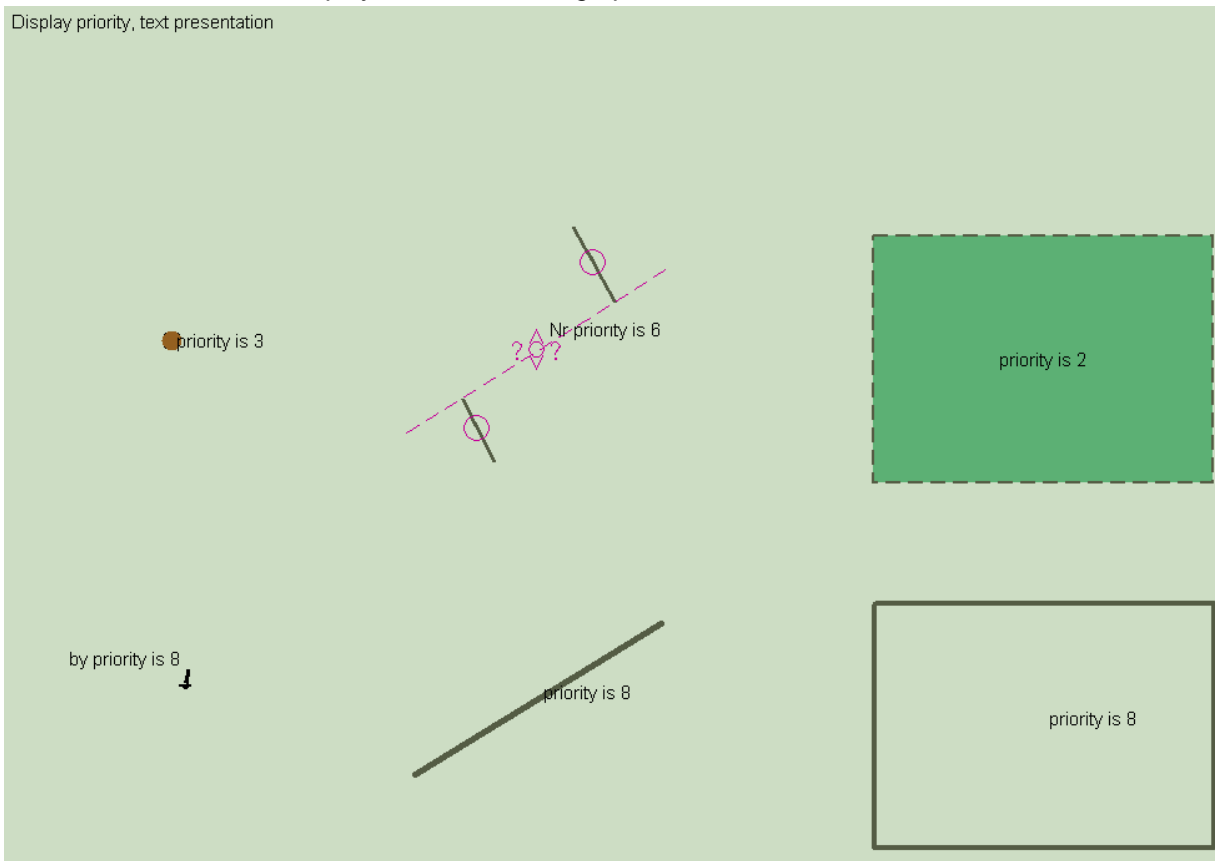 Display priority, text presentation
Nr priority is 6
priority is 3
? ?
priority is 2
by priority is 8
priority is 8
priority is 8